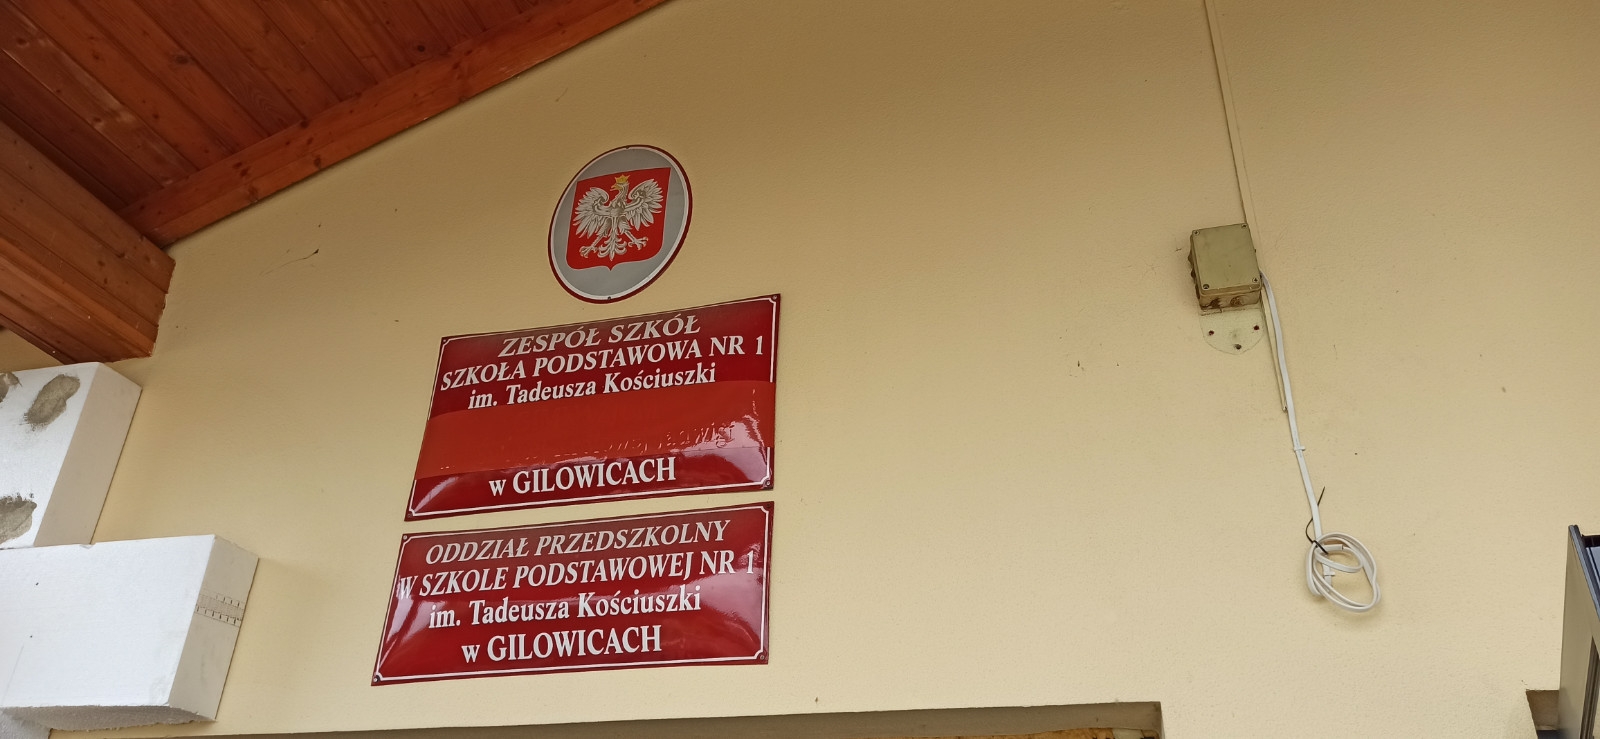 ZESPÓŁ SZKÓŁ
SZKOŁA PODSTAWOWA NR 1
im. Tadeusza Kościuszki
w GILOWICACH
ODDZIAŁ PRZEDSZKOLNY
W SZKOLE PODSTAWOWEJ NR 1
im. Tadeusza Kościuszki
w GILOWICACH